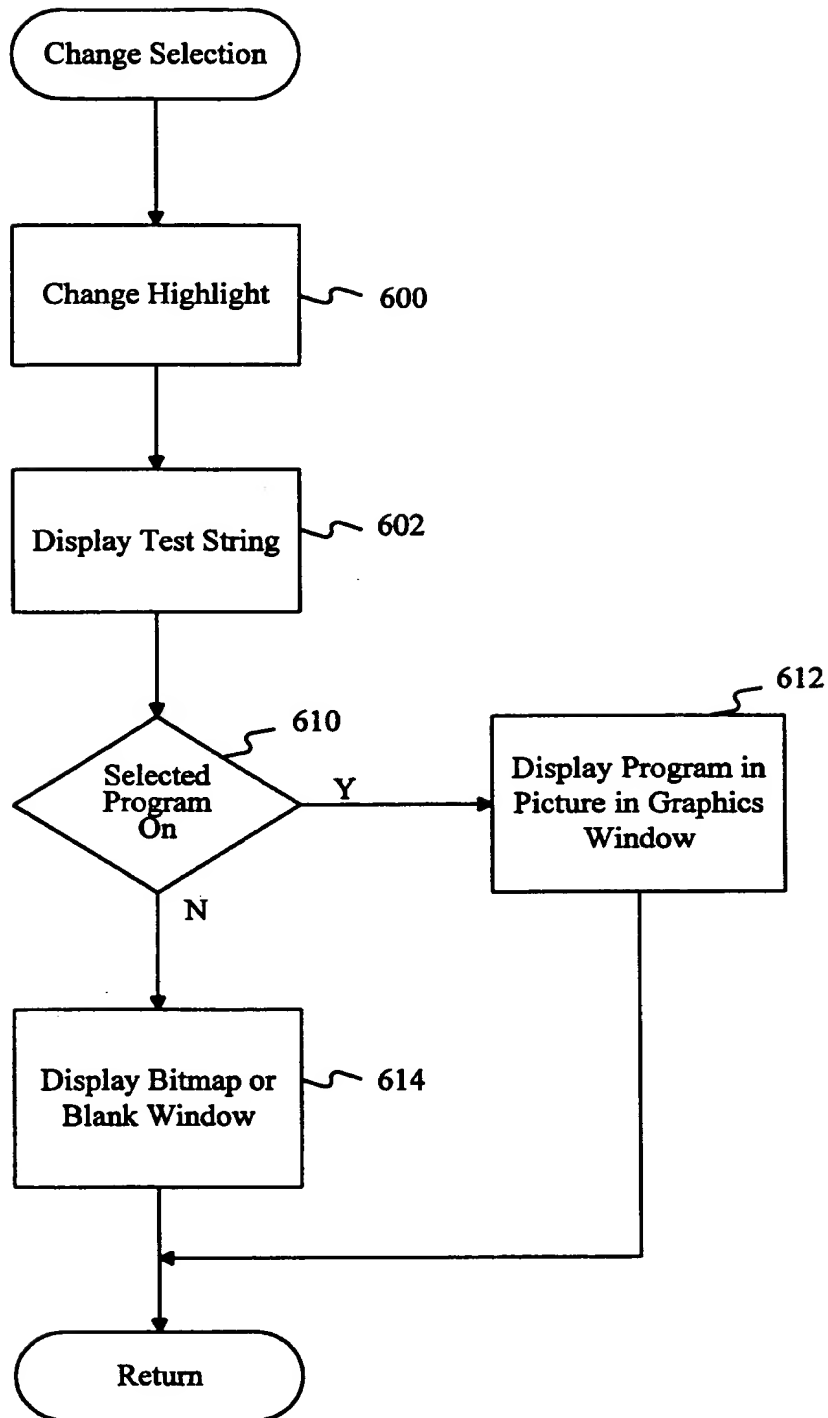 Change Selection
Change Highlight
600
Display Test String
602
Selected
Program
On
610
Y
612
Display Program in
Picture in Graphics
Window
N
Display Bitmap or
Blank Window
614
Return